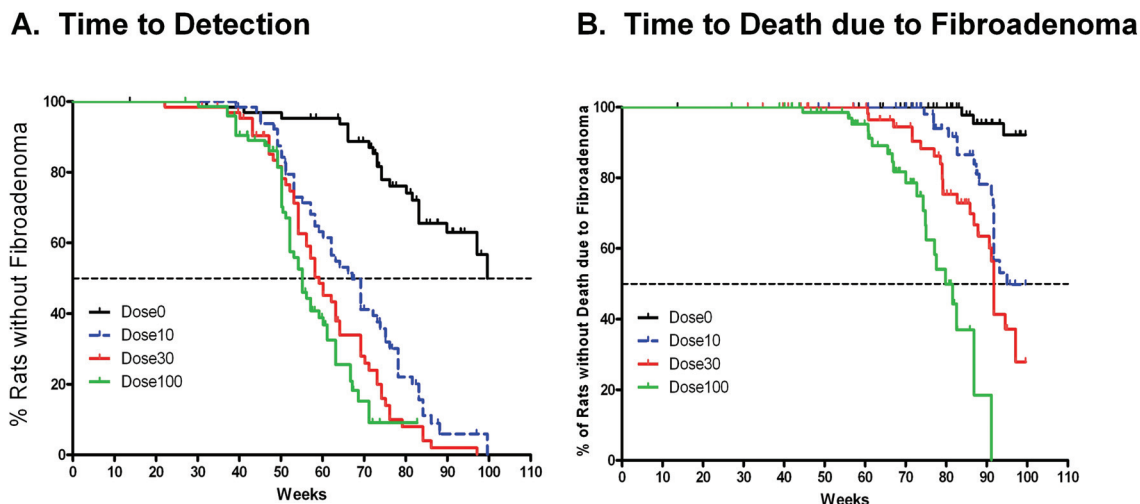 A. Time to Detection
% Rats without Fibroadenoma
100
80
60
40
20
0
Dose0
Dose10
Dose30
Dose100
0 10 20 30 40 50 60 70 80 90 100 110
Weeks
B. Time to Death due to Fibroadenoma
% of Rats without Death due to Fibroadenoma
100
80
60
40
20
0
Dose0
Dose10
Dose30
Dose100
0 10 20 30 40 50 60 70 80 90 100 110
Weeks